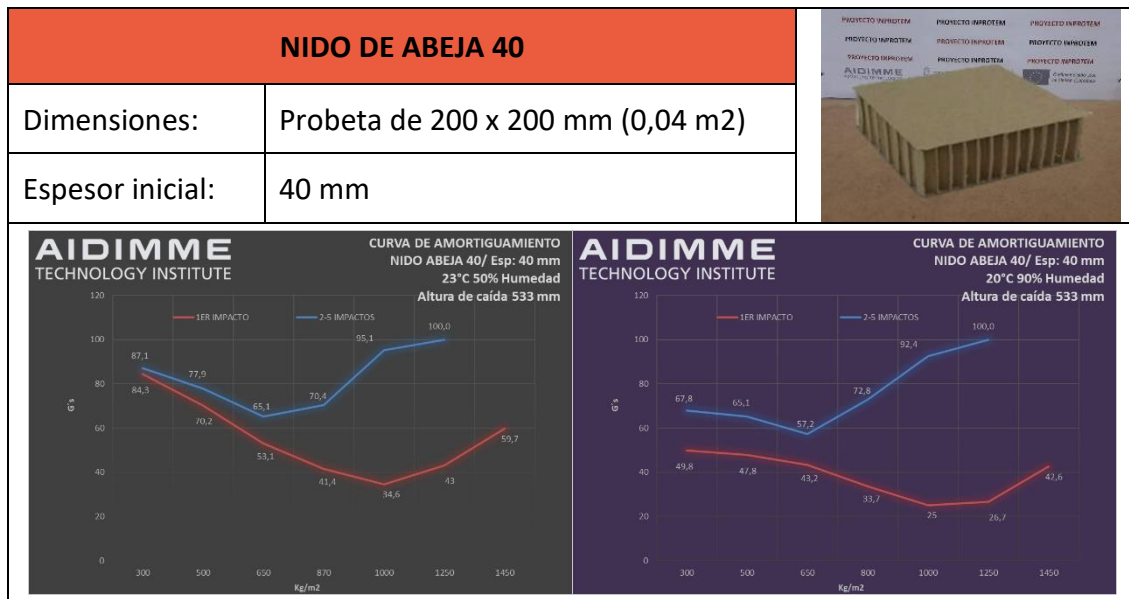 NIDO DE ABEJA 40
PROYECTO INPROTEM PROYECTO INPROTEM PROYECTO INPROTEM
PROYECTO INPROTEM PROYECTO INPROTEM PROYECTO INPROTEM
PROYECTO INPROTEM PROYECTO INPROTEM PROYECTO INPROTEM
AIDIMME
Dimensiones: Probeta de 200 x 200 mm (0,04 m2)
Espesor inicial: 40 mm
AIDIMME
TECHNOLOGY INSTITUTE
CURVA DE AMORTIGUAMIENTO
NIDO ABEJA 40/ Esp: 40 mm
23°C 50% Humedad
Altura de caída 533 mm
1ER IMPACTO 2-5 IMPACTOS
120
100
80
60
40
20
0
G´s
87,1
77,9
65,1
70,4
95,1
100,0
84,3
70,2
53,1
41,4
34,6
43
59,7
300 500 650 870 1000 1250 1450
Kg/m2
AIDIMME
TECHNOLOGY INSTITUTE
CURVA DE AMORTIGUAMIENTO
NIDO ABEJA 40/ Esp: 40 mm
20°C 90% Humedad
Altura de caída 533 mm
1ER IMPACTO 2-5 IMPACTOS
120
100
80
60
40
20
0
G´s
67,8
65,1
57,2
72,8
92,4
100,0
49,8
47,8
43,2
33,7
25
26,7
42,6
300 500 650 800 1000 1250 1450
Kg/m2